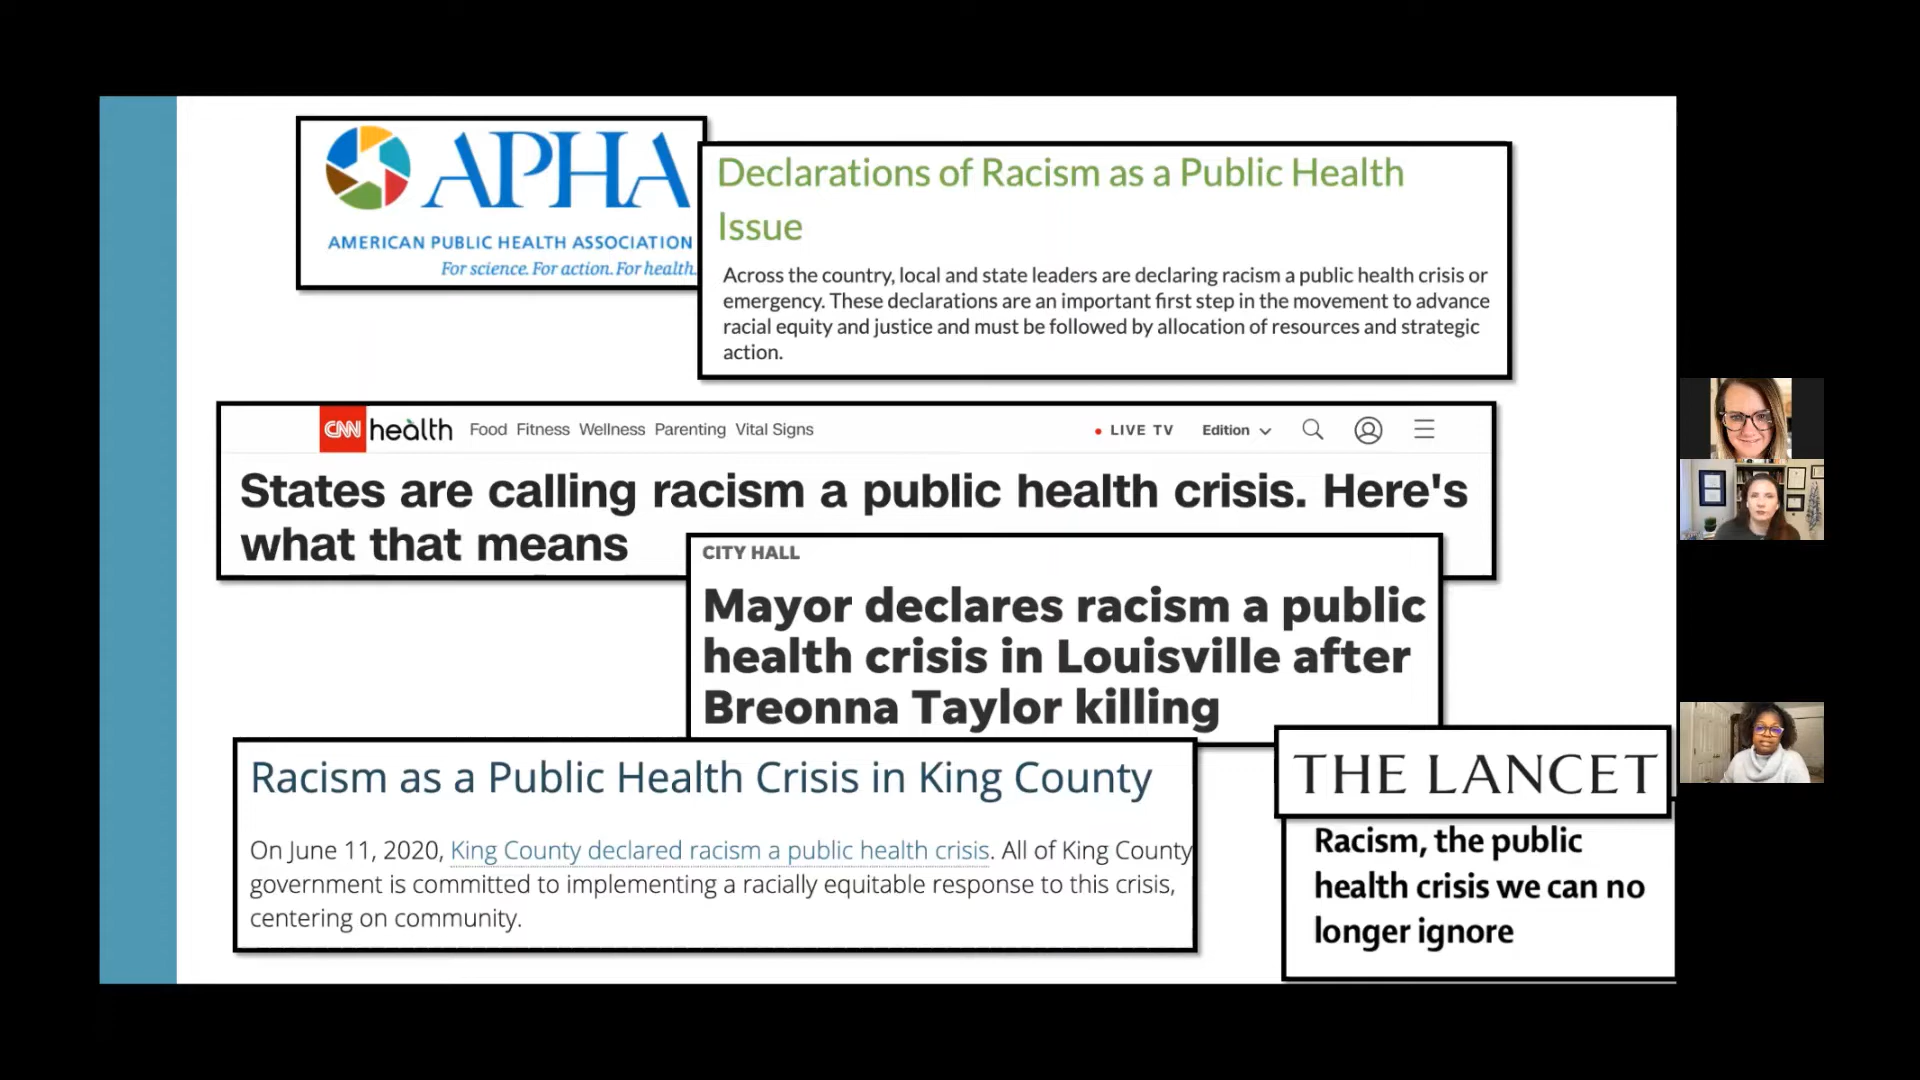 APHA
AMERICAN PUBLIC HEALTH ASSOCIATION
For science. For action. For health.
Declarations of Racism as a Public Health
Issue
Across the country, local and state leaders are declaring racism a public health crisis or
emergency. These declarations are an important first step in the movement to advance
racial equity and justice and must be followed by allocation of resources and strategic
action.
CNN health Food Fitness Wellness Parenting Vital Signs LIVE TV Edition
States are calling racism a public health crisis. Here's
what that means
CITY HALL
Mayor declares racism a public
health crisis in Louisville after
Breonna Taylor killing
Racism as a Public Health Crisis in King County
On June 11, 2020, King County declared racism a public health crisis. All of King County
government is committed to implementing a racially equitable response to this crisis,
centering on community.
THE LANCET
Racism, the public
health crisis we can no
longer ignore